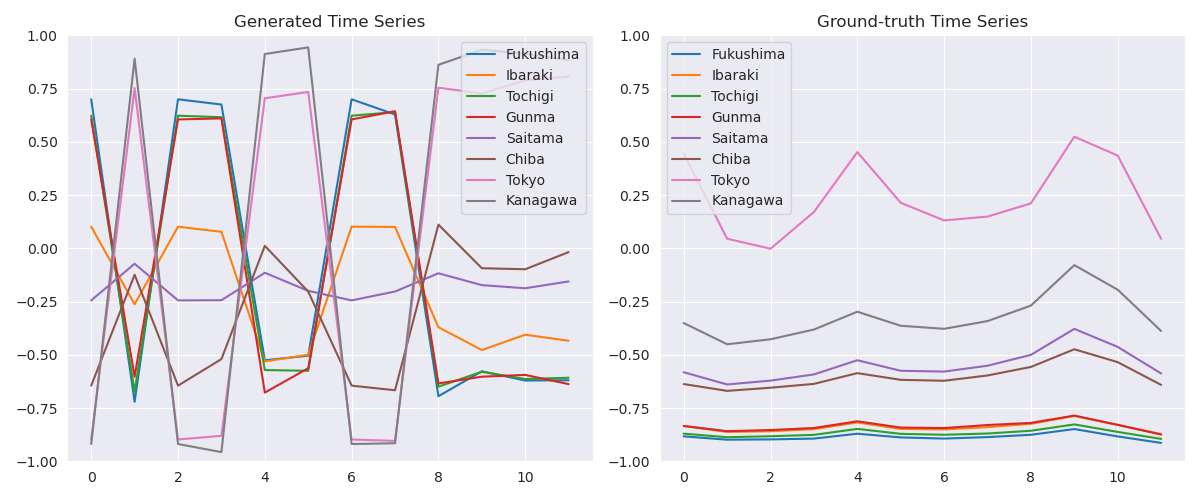 Generated Time Series
1.00
0.75
0.50
0.25
0.00
−0.25
−0.50
−0.75
−1.00
0
2
4
6
8
10
Fukushima
Ibaraki
Tochigi
Gunma
Saitama
Chiba
Tokyo
Kanagawa
Ground-truth Time Series
1.00
0.75
0.50
0.25
0.00
−0.25
−0.50
−0.75
−1.00
0
2
4
6
8
10
Fukushima
Ibaraki
Tochigi
Gunma
Saitama
Chiba
Tokyo
Kanagawa